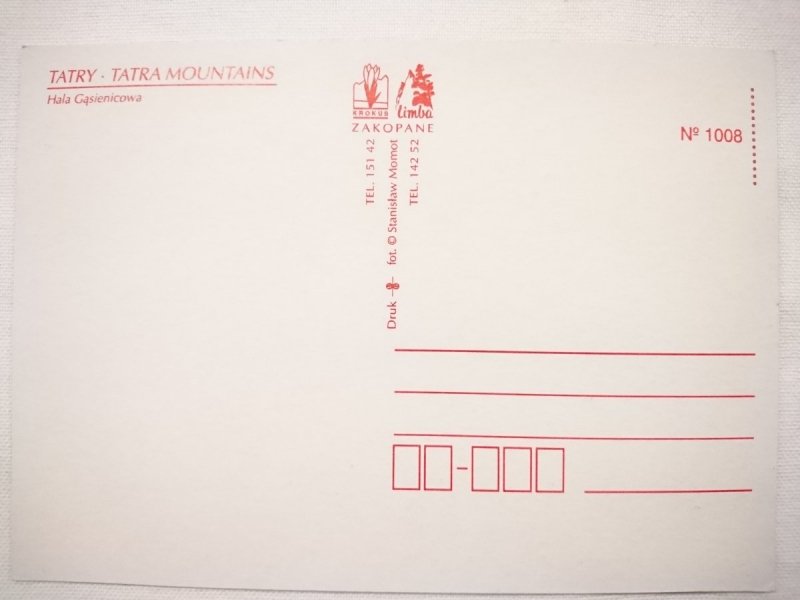 TATRY · TATRA MOUNTAINS
Hala Gąsienicowa
KROKUS
limba
ZAKOPANE
TEL. 151 42
Druk fot. © Stanisław Momot
TEL. 142 52
Nº 1008